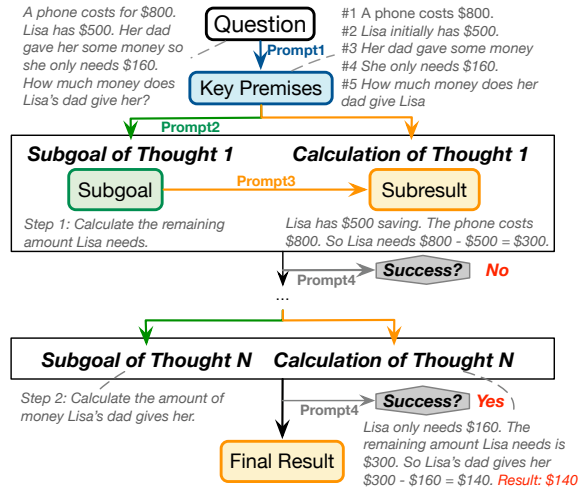 A phone costs for $800.
Lisa has $500. Her dad
gave her some money so
she only needs $160.
How much money does
Lisa's dad give her?
Question
Prompt1
Key Premises
#1 A phone costs $800.
#2 Lisa initially has $500.
#3 Her dad gave some money
#4 She only needs $160.
#5 How much money does her
dad give Lisa
Prompt2
Subgoal of Thought 1
Calculation of Thought 1
Subgoal
Prompt3
Subresult
Step 1: Calculate the remaining
amount Lisa needs.
Lisa has $500 saving. The phone costs
$800. So Lisa needs $800 - $500 = $300.
Prompt4
Success?
No
...
Subgoal of Thought N
Calculation of Thought N
Step 2: Calculate the amount of
money Lisa's dad gives her.
Prompt4
Success?
Yes
Final Result
Lisa only needs $160. The
remaining amount Lisa needs is
$300. So Lisa's dad gives her
$300 - $160 = $140. Result: $140